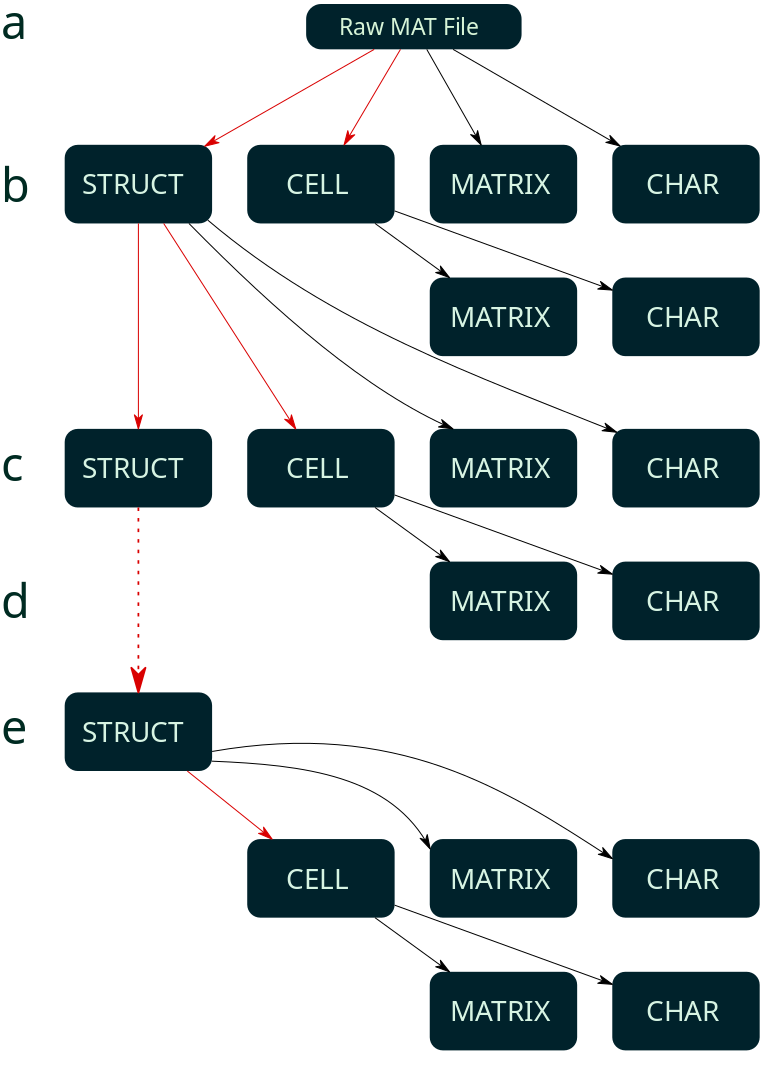 a
Raw MAT File
b
STRUCT
CELL
MATRIX
CHAR
MATRIX
CHAR
c
STRUCT
CELL
MATRIX
CHAR
d
MATRIX
CHAR
e
STRUCT
CELL
MATRIX
CHAR
MATRIX
CHAR